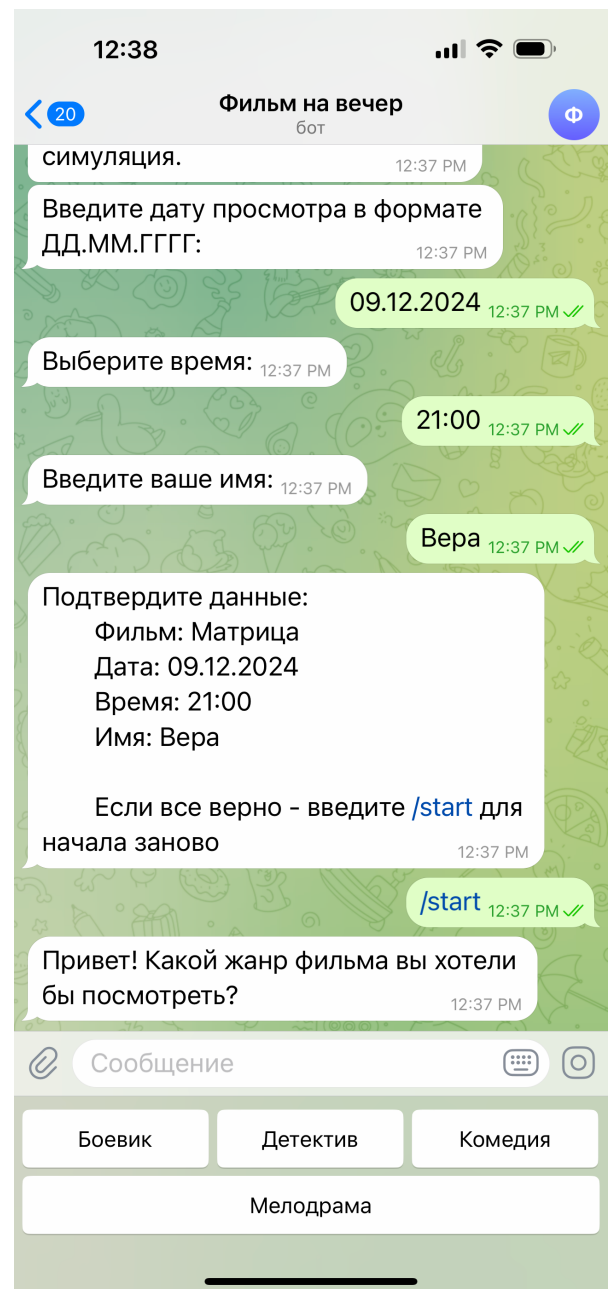 12:38
20
Фильм на вечер
бот
Ф
симуляция.
12:37 PM
Введите дату просмотра в формате
ДД.ММ.ГГГГ:
12:37 PM
09.12.2024 12:37 PM
Выберите время: 12:37 PM
21:00 12:37 PM
Введите ваше имя: 12:37 PM
Вера 12:37 PM
Подтвердите данные:
Фильм: Матрица
Дата: 09.12.2024
Время: 21:00
Имя: Вера
Если все верно - введите /start для
начала заново
12:37 PM
/start 12:37 PM
Привет! Какой жанр фильма вы хотели
бы посмотреть?
12:37 PM
Сообщение
Боевик Детектив Комедия
Мелодрама